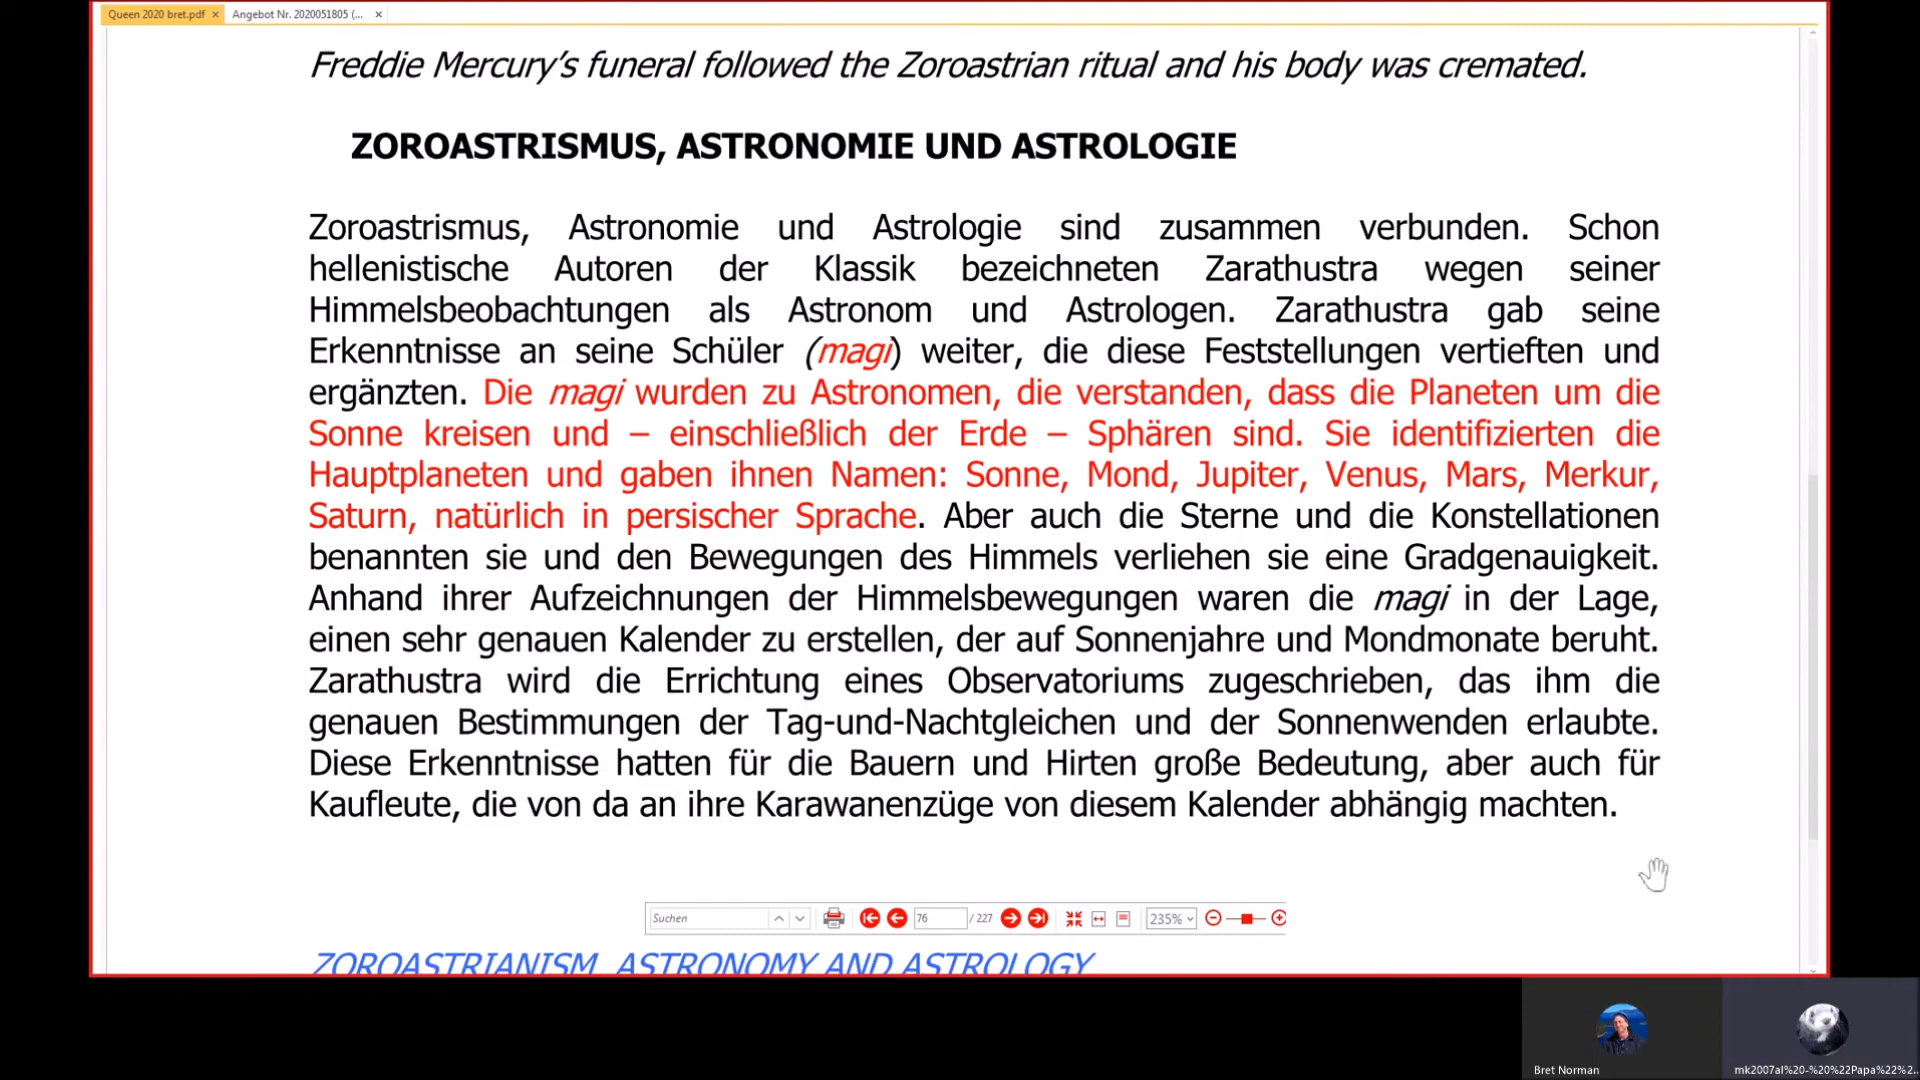 Queen 2020 bret.pdf × Angebot Nr. 2020051805 (... ×
Freddie Mercury’s funeral followed the Zoroastrian ritual and his body was cremated.
ZOROASTRISMUS, ASTRONOMIE UND ASTROLOGIE
Zoroastrismus, Astronomie und Astrologie sind zusammen verbunden. Schon
hellenistische Autoren der Klassik bezeichneten Zarathustra wegen seiner
Himmelsbeobachtungen als Astronom und Astrologen. Zarathustra gab seine
Erkenntnisse an seine Schüler (magi) weiter, die diese Feststellungen vertieften und
ergänzten. Die magi wurden zu Astronomen, die verstanden, dass die Planeten um die
Sonne kreisen und – einschließlich der Erde – Sphären sind. Sie identifizierten die
Hauptplaneten und gaben ihnen Namen: Sonne, Mond, Jupiter, Venus, Mars, Merkur,
Saturn, natürlich in persischer Sprache. Aber auch die Sterne und die Konstellationen
benannten sie und den Bewegungen des Himmels verliehen sie eine Gradgenauigkeit.
Anhand ihrer Aufzeichnungen der Himmelsbewegungen waren die magi in der Lage,
einen sehr genauen Kalender zu erstellen, der auf Sonnenjahre und Mondmonate beruht.
Zarathustra wird die Errichtung eines Observatoriums zugeschrieben, das ihm die
genauen Bestimmungen der Tag-und-Nachtgleichen und der Sonnenwenden erlaubte.
Diese Erkenntnisse hatten für die Bauern und Hirten große Bedeutung, aber auch für
Kaufleute, die von da an ihre Karawanenzüge von diesem Kalender abhängig machten.
Suchen 76 / 227 235%
ZOROASTRIANISM, ASTRONOMY AND ASTROLOGY
Bret Norman mk2007al%20-%20%22Papa%22%2...